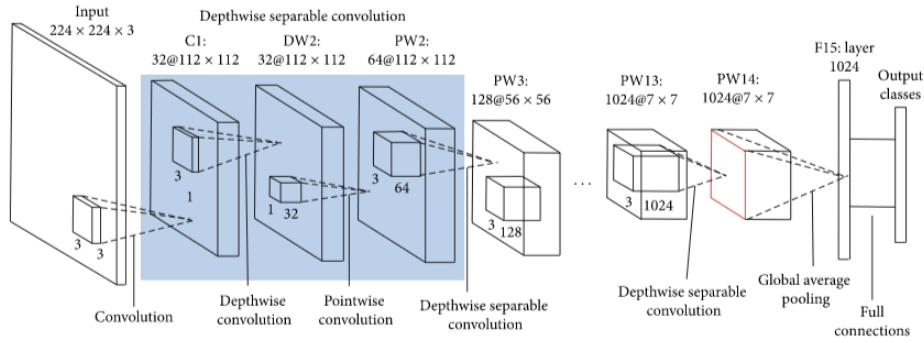 Input
224 × 224 × 3
Depthwise separable convolution
C1:
32@112 × 112
DW2:
32@112 × 112
PW2:
64@112 × 112
PW3:
128@56 × 56
PW13:
1024@7 × 7
PW14:
1024@7 × 7
F15: layer
1024
Output
classes
3
3
3
1
1
32
3
64
3
128
...
3
1024
Convolution
Depthwise
convolution
Pointwise
convolution
Depthwise separable
convolution
Depthwise separable
convolution
Global average
pooling
Full
connections